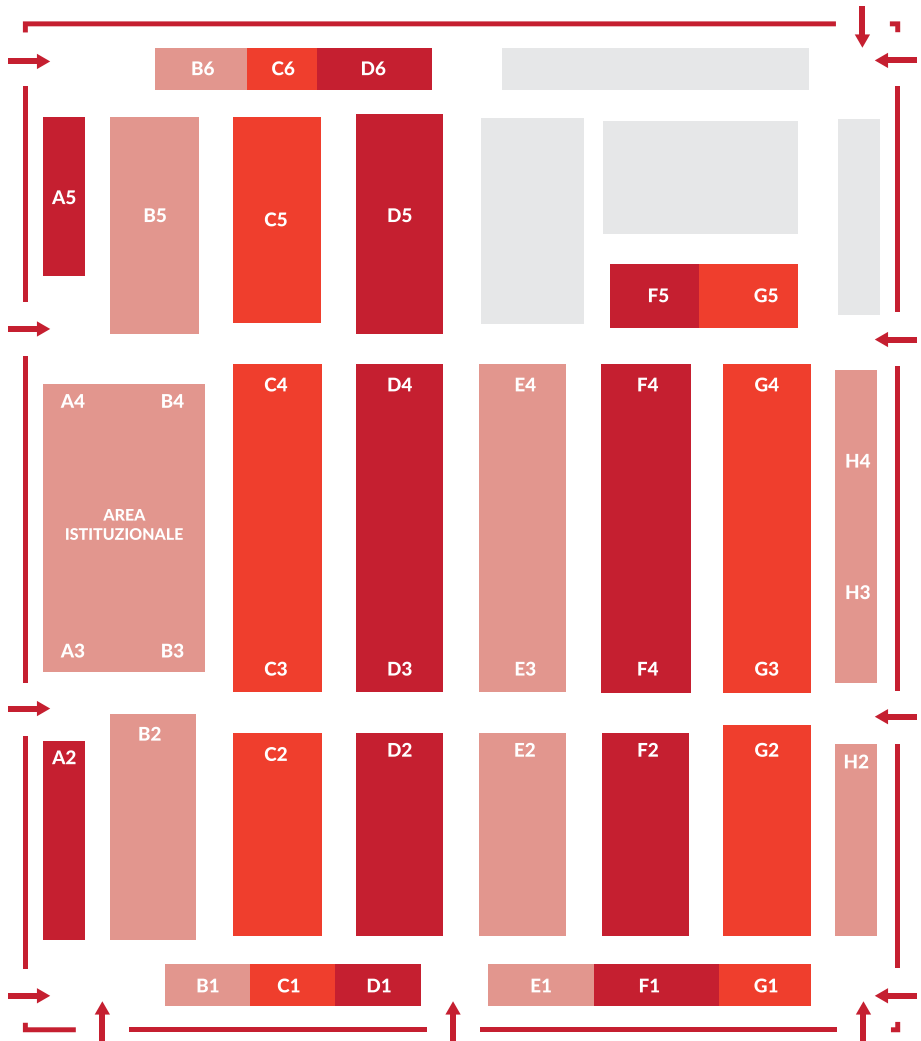 B6 C6 D6
A5 B5 C5 D5
F5 G5
A4 B4 C4 D4 E4 F4 G4
H4
AREA
ISTITUZIONALE
H3
A3 B3 C3 D3 E3 F4 G3
A2 B2 C2 D2 E2 F2 G2 H2
B1 C1 D1 E1 F1 G1